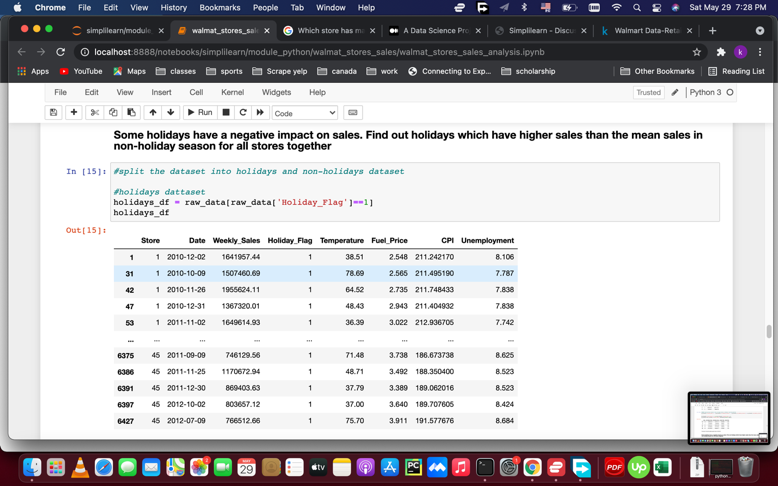 Chrome File Edit View History Bookmarks People Tab Window Help Sat May 29 7:28 PM
simplilearn/module_ walmat_stores_sale Which store has ma A Data Science Pro Simplilearn - Discus Walmart Data-Retai
localhost:8888/notebooks/simplilearn/module_python/walmat_stores_sales/walmat_stores_sales_analysis.ipynb k
Apps YouTube Maps classes sports Scrape yelp canada work Connecting to Exp... scholarship Other Bookmarks Reading List
File Edit View Insert Cell Kernel Widgets Help Trusted Python 3
Run Code
Some holidays have a negative impact on sales. Find out holidays which have higher sales than the mean sales in
non-holiday season for all stores together
In [15]: #split the dataset into holidays and non-holidays dataset
#holidays dattaset
holidays_df = raw_data[raw_data['Holiday_Flag']==1]
holidays_df
Out[15]:
Store Date Weekly_Sales Holiday_Flag Temperature Fuel_Price CPI Unemployment
1 1 2010-12-02 1641957.44 1 38.51 2.548 211.242170 8.106
31 1 2010-10-09 1507460.69 1 78.69 2.565 211.495190 7.787
42 1 2010-11-26 1955624.11 1 64.52 2.735 211.748433 7.838
47 1 2010-12-31 1367320.01 1 48.43 2.943 211.404932 7.838
53 1 2011-11-02 1649614.93 1 36.39 3.022 212.936705 7.742
... ... ... ... ... ... ... ... ...
6375 45 2011-09-09 746129.56 1 71.48 3.738 186.673738 8.625
6386 45 2011-11-25 1170672.94 1 48.71 3.492 188.350400 8.523
6391 45 2011-12-30 869403.63 1 37.79 3.389 189.062016 8.523
6397 45 2012-10-02 803657.12 1 37.00 3.640 189.707605 8.424
6427 45 2012-07-09 766512.66 1 75.70 3.911 191.577676 8.684
MAY
29
tv
PC
PDF
Up
python